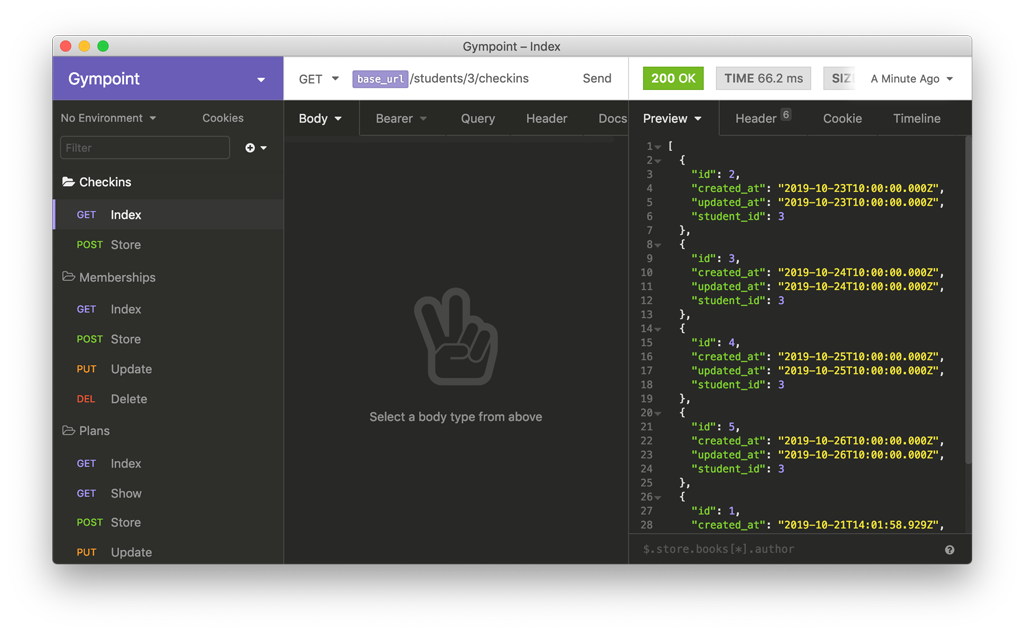 Gympoint – Index
Gympoint
GET base_url/students/3/checkins Send
200 OK TIME 66.2 ms SIZ A Minute Ago
No Environment Cookies
Filter
Checkins
GET Index
POST Store
Memberships
GET Index
POST Store
PUT Update
DEL Delete
Plans
GET Index
GET Show
POST Store
PUT Update
Body Bearer Query Header Docs
Select a body type from above
Preview Header 6 Cookie Timeline
1 [
2 {
3 "id": 2,
4 "created_at": "2019-10-23T10:00:00.000Z",
5 "updated_at": "2019-10-23T10:00:00.000Z",
6 "student_id": 3
7 },
8 {
9 "id": 3,
10 "created_at": "2019-10-24T10:00:00.000Z",
11 "updated_at": "2019-10-24T10:00:00.000Z",
12 "student_id": 3
13 },
14 {
15 "id": 4,
16 "created_at": "2019-10-25T10:00:00.000Z",
17 "updated_at": "2019-10-25T10:00:00.000Z",
18 "student_id": 3
19 },
20 {
21 "id": 5,
22 "created_at": "2019-10-26T10:00:00.000Z",
23 "updated_at": "2019-10-26T10:00:00.000Z",
24 "student_id": 3
25 },
26 {
27 "id": 1,
28 "created_at": "2019-10-21T14:01:58.929Z",
$.store.books[*].author